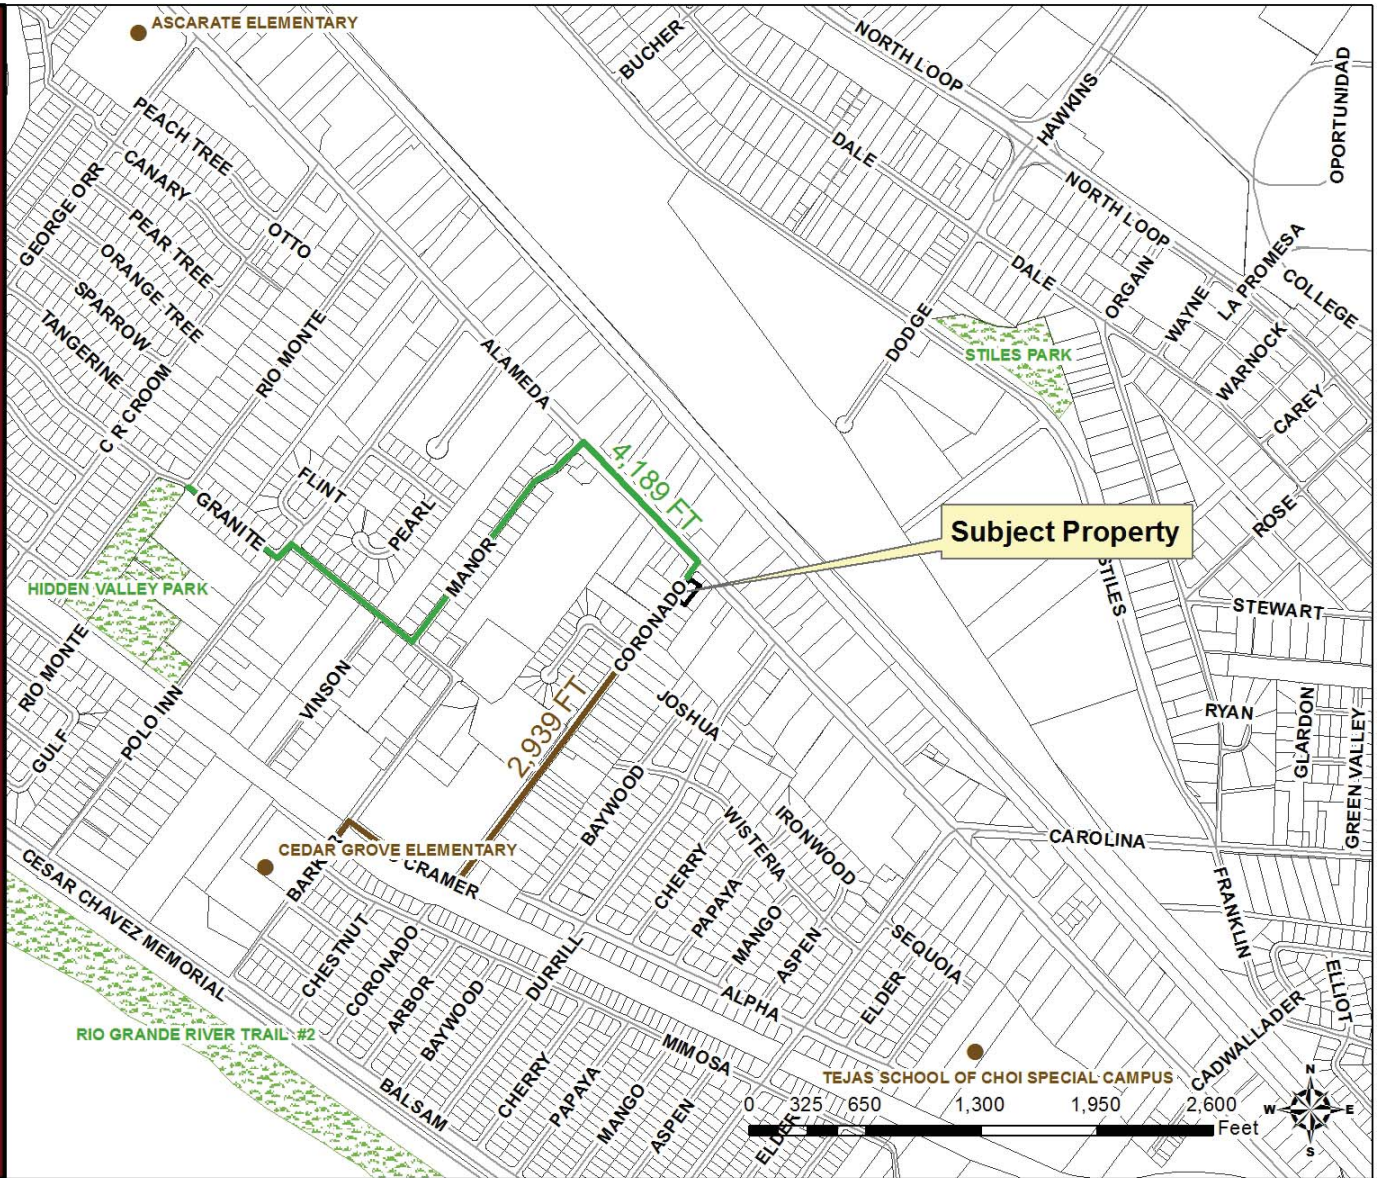 ASCARATE ELEMENTARY
BUCHER
NORTH LOOP
HAWKINS
OPORTUNIDAD
PEACH TREE
CANARY
DALE
GEORGE ORR
PEAR TREE
OTTO
NORTH LOOP
ORANGE TREE
SPARROW
TANGERINE
DALE
ORGAIN
WAYNE
LA PROMESA
COLLEGE
RIO MONTE
ALAMEDA
DODGE
STILES PARK
WARNOCK
CAREY
C R CROOM
4,189 FT
FLINT
GRANITE
PEARL
MANOR
Subject Property
ROSE
HIDDEN VALLEY PARK
STILES
STEWART
CORONADO
RIO MONTE
GULF
POLO INN
VINSON
2,939 FT
JOSHUA
RYAN
GLARDON
GREEN VALLEY
BAYWOOD
WISTERIA
IRONWOOD
CAROLINA
CEDAR GROVE ELEMENTARY
BARKER
CRAMER
CHERRY
PAPAYA
MANGO
ASPEN
SEQUOIA
ELDER
FRANKLIN
ELLIOT
CESAR CHAVEZ MEMORIAL
CHESTNUT
CORONADO
ARBOR
BAYWOOD
DURRILL
ALPHA
MIMOSA
CADWALLADER
RIO GRANDE RIVER TRAIL #2
BALSAM
CHERRY
PAPAYA
MANGO
ASPEN
ELDER
TEJAS SCHOOL OF CHOI SPECIAL CAMPUS
0 325 650 1,300 1,950 2,600
Feet
N
W E
S